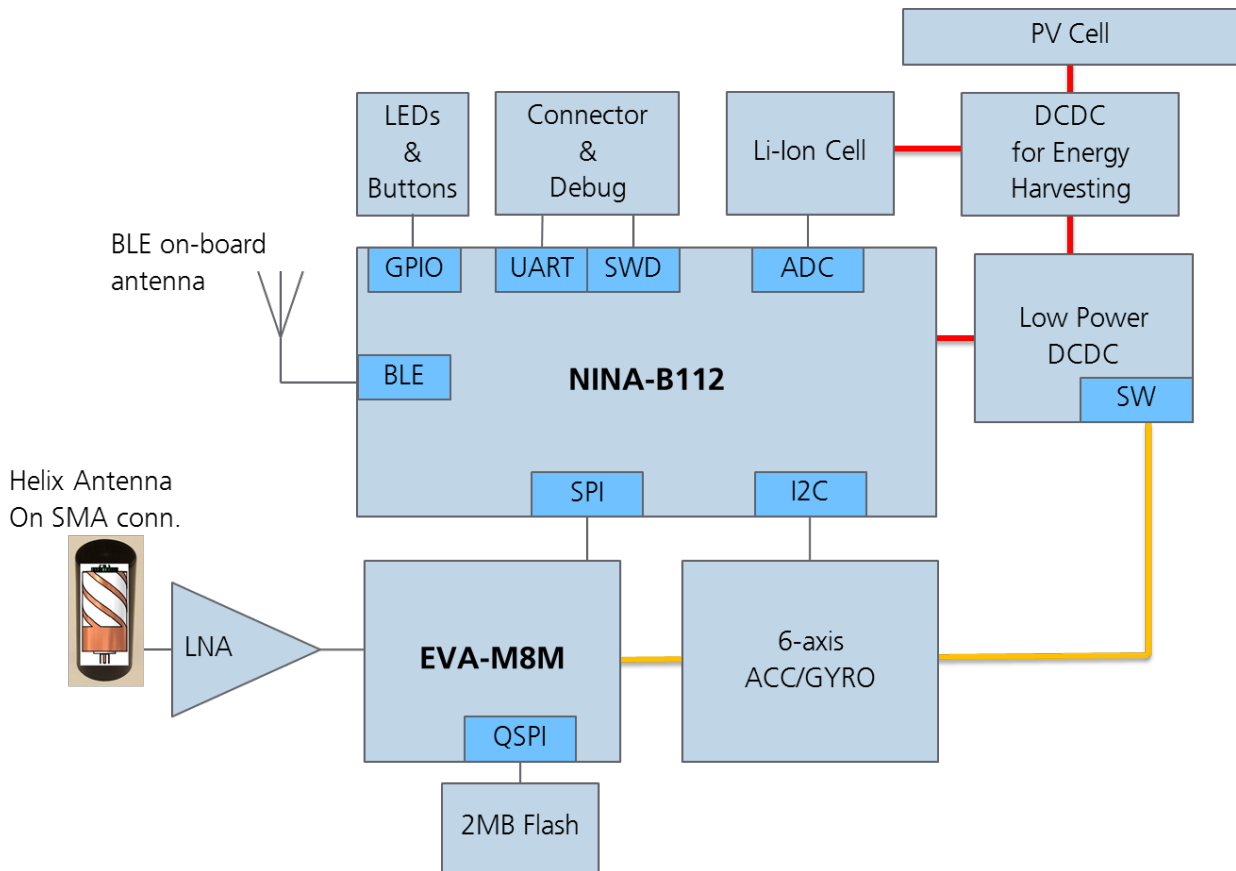 PV Cell
LEDs
&
Buttons
Connector
&
Debug
Li-Ion Cell
DCDC
for Energy
Harvesting
BLE on-board
antenna
GPIO
UART
SWD
ADC
Low Power
DCDC
SW
BLE
NINA-B112
SPI
I2C
Helix Antenna
On SMA conn.
LNA
EVA-M8M
6-axis
ACC/GYRO
QSPI
2MB Flash